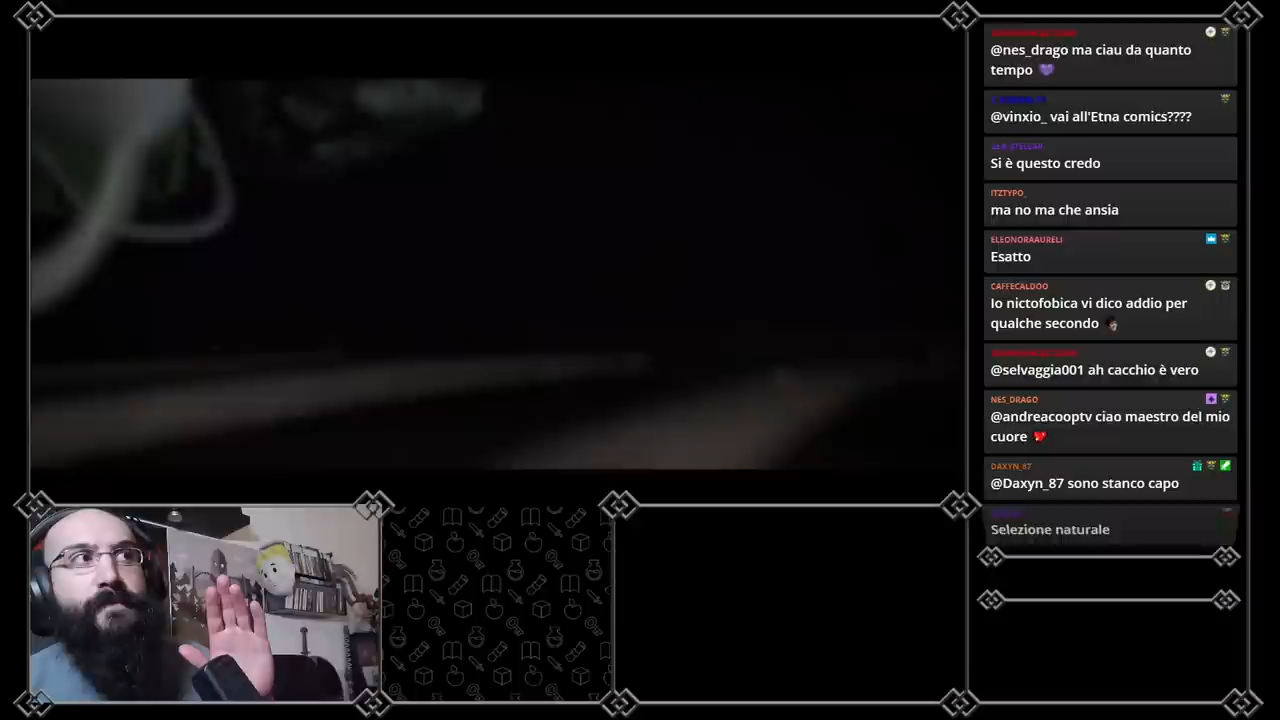 @nes_drago ma ciau da quanto
tempo 💜
@vinxio_ vai all'Etna comics????
Si è questo credo
ITZTYPO_
ma no ma che ansia
ELEONORAAURELI
Esatto
CAFFECALDOO
Io nictofobica vi dico addio per
qualche secondo
@selvaggia001 ah cacchio è vero
NES_DRAGO
@andreacooptv ciao maestro del mio
cuore
DAXYN_87
@Daxyn_87 sono stanco capo
Selezione naturale